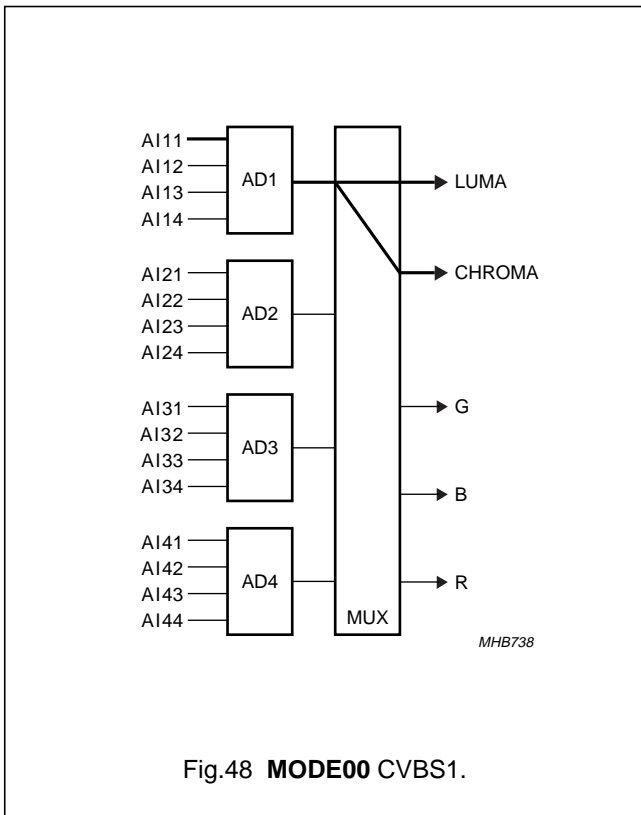 AI11
AI12
AI13
AI14
AD1
LUMA
CHROMA
AI21
AI22
AI23
AI24
AD2
AI31
AI32
AI33
AI34
AD3
G
B
AI41
AI42
AI43
AI44
AD4
R
MUX
MHB738
Fig.48 MODE00 CVBS1.